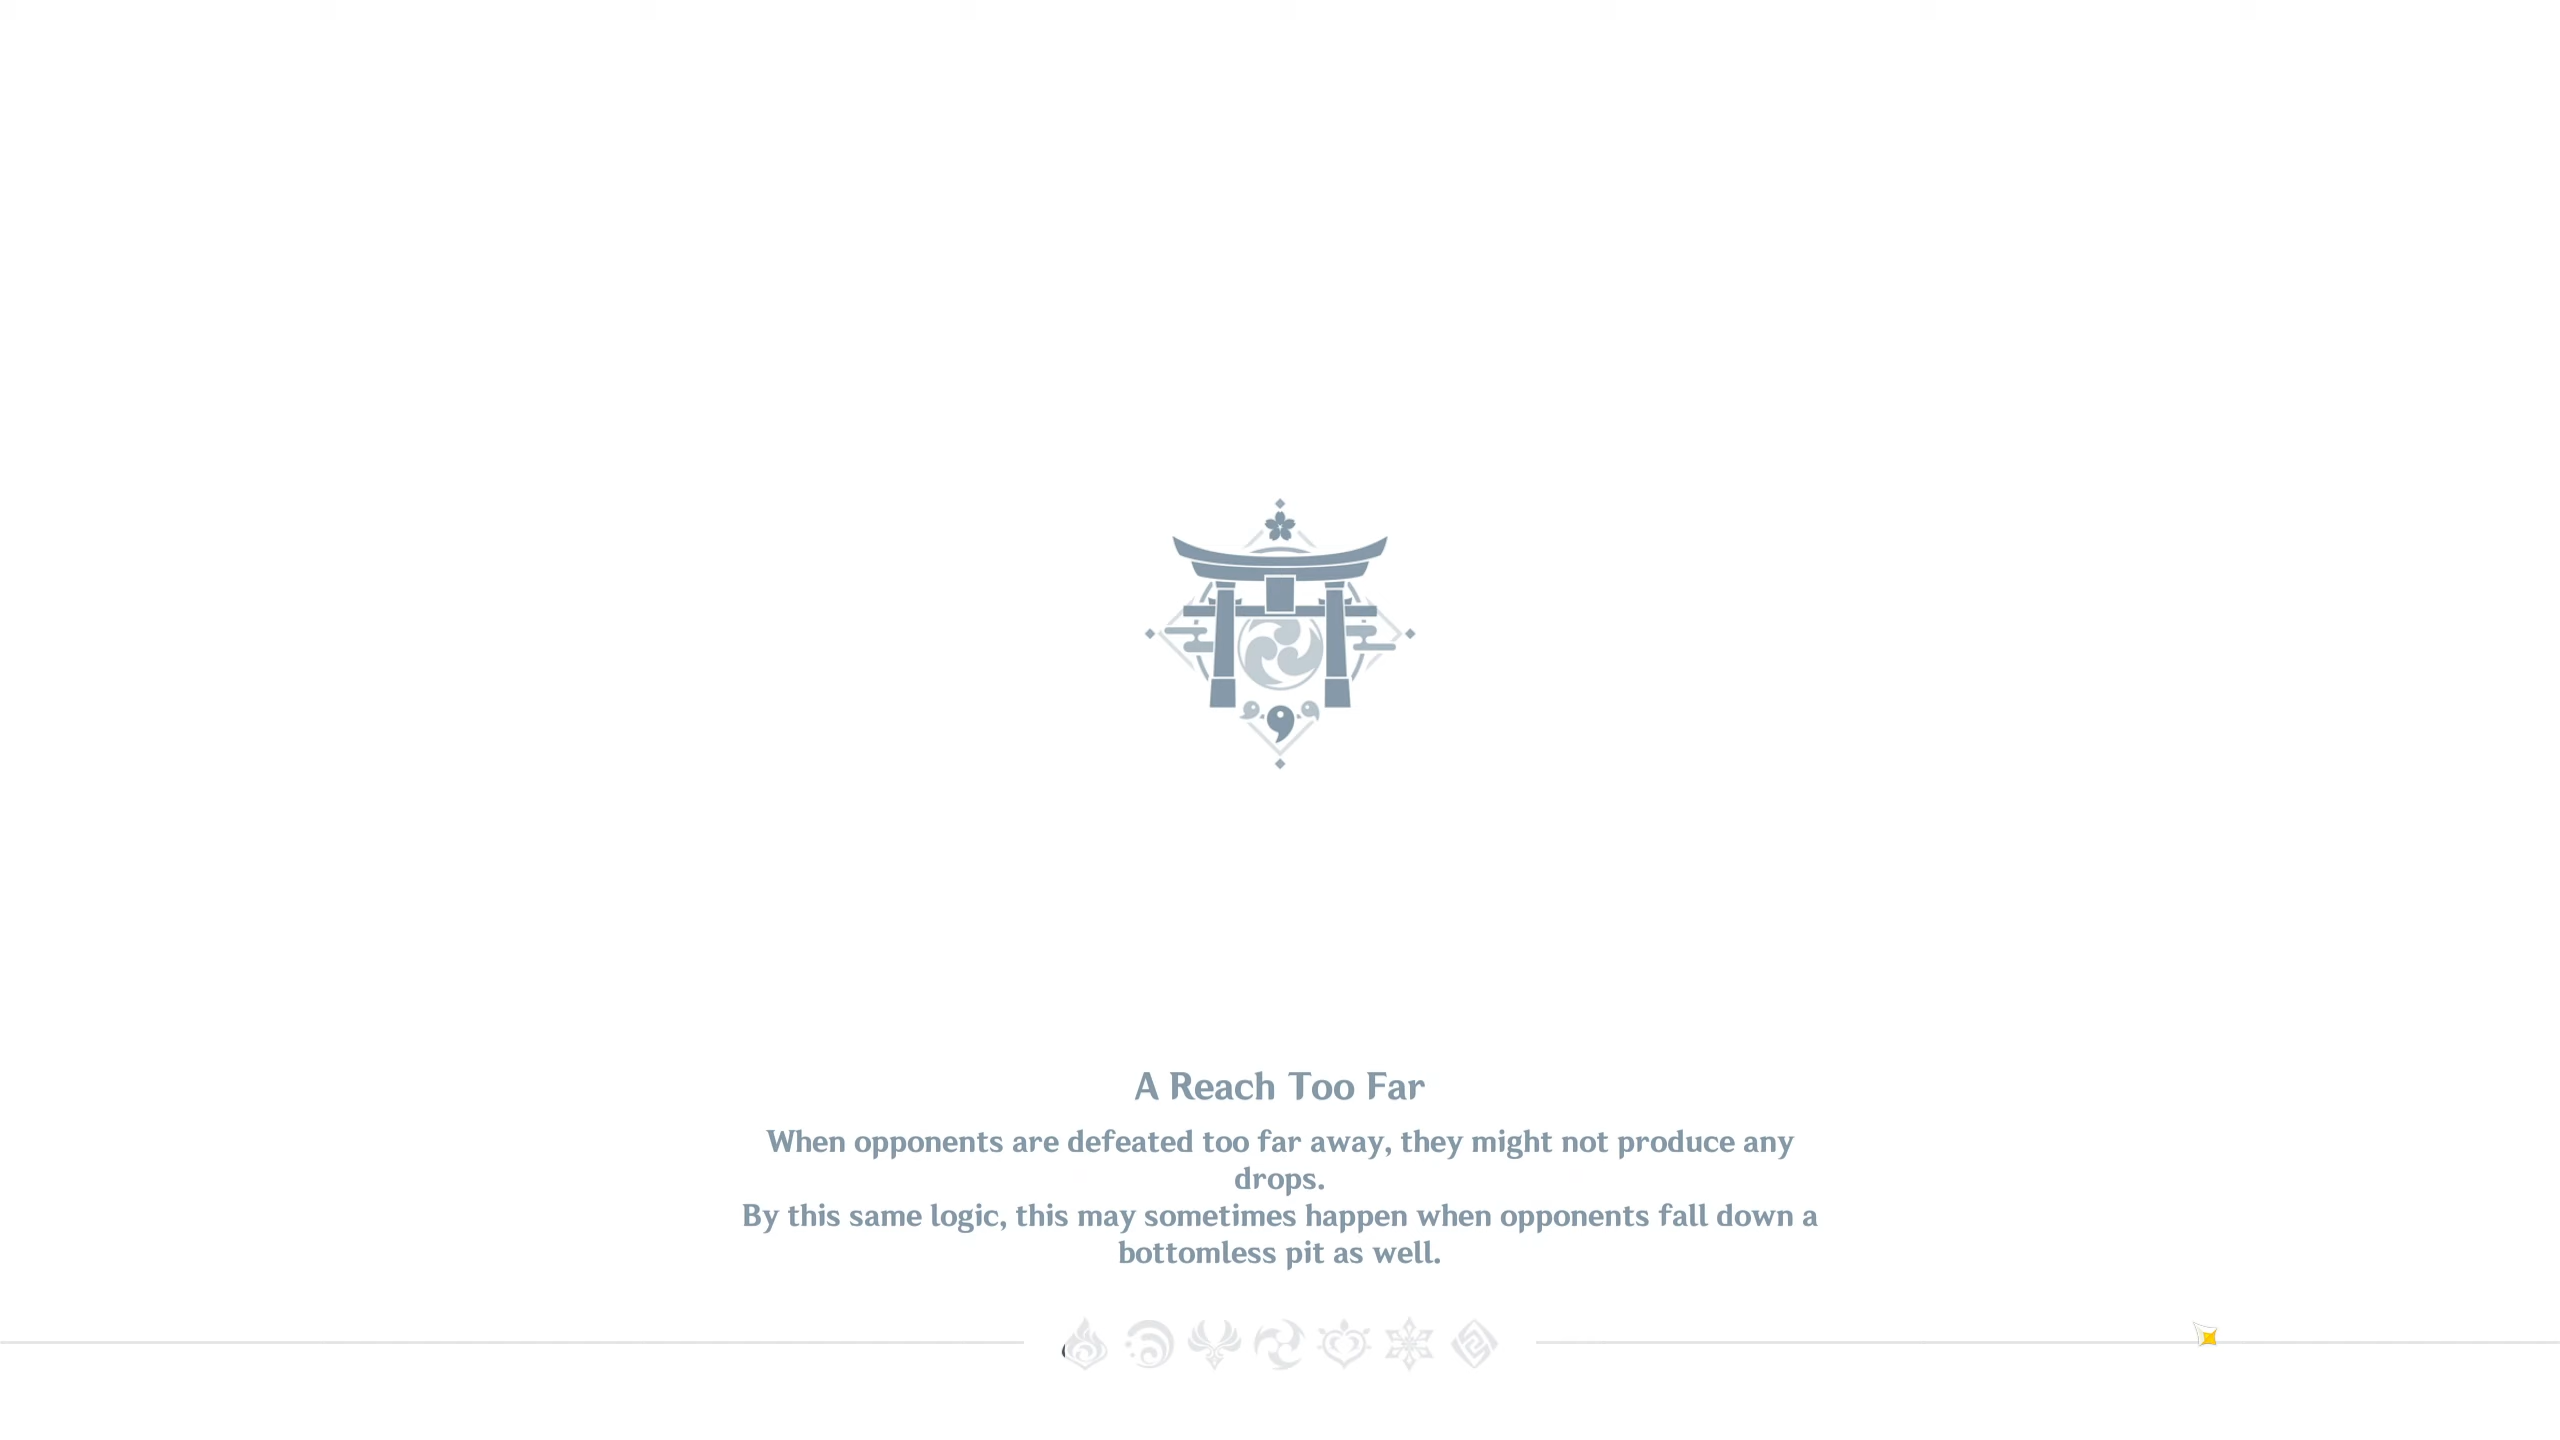 A Reach Too Far
When opponents are defeated too far away, they might not produce any
drops.
By this same logic, this may sometimes happen when opponents fall down a
bottomless pit as well.